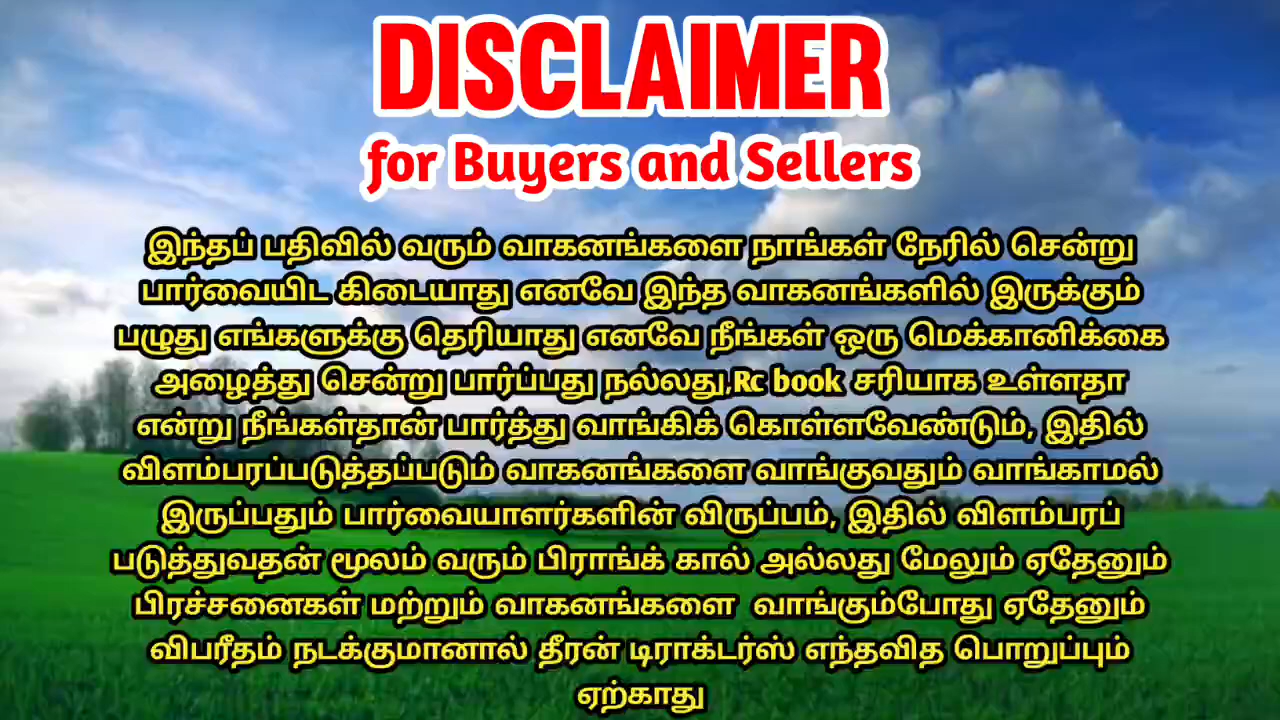 DISCLAIMER
for Buyers and Sellers
இந்தப் பதிவில் வரும் வாகனங்களை நாங்கள் நேரில் சென்று
பார்வையிட கிடையாது எனவே இந்த வாகனங்களில் இருக்கும்
பழுது எங்களுக்கு தெரியாது எனவே நீங்கள் ஒரு மெக்கானிக்கை
அழைத்து சென்று பார்ப்பது நல்லது,Rc book சரியாக உள்ளதா
என்று நீங்கள்தான் பார்த்து வாங்கிக் கொள்ளவேண்டும், இதில்
விளம்பரப்படுத்தப்படும் வாகனங்களை வாங்குவதும் வாங்காமல்
இருப்பதும் பார்வையாளர்களின் விருப்பம், இதில் விளம்பரப்
படுத்துவதன் மூலம் வரும் பிராங்க் கால் அல்லது மேலும் ஏதேனும்
பிரச்சனைகள் மற்றும் வாகனங்களை வாங்கும்போது ஏதேனும்
விபரீதம் நடக்குமானால் தீரன் டிராக்டர்ஸ் எந்தவித பொறுப்பும்
ஏற்காது